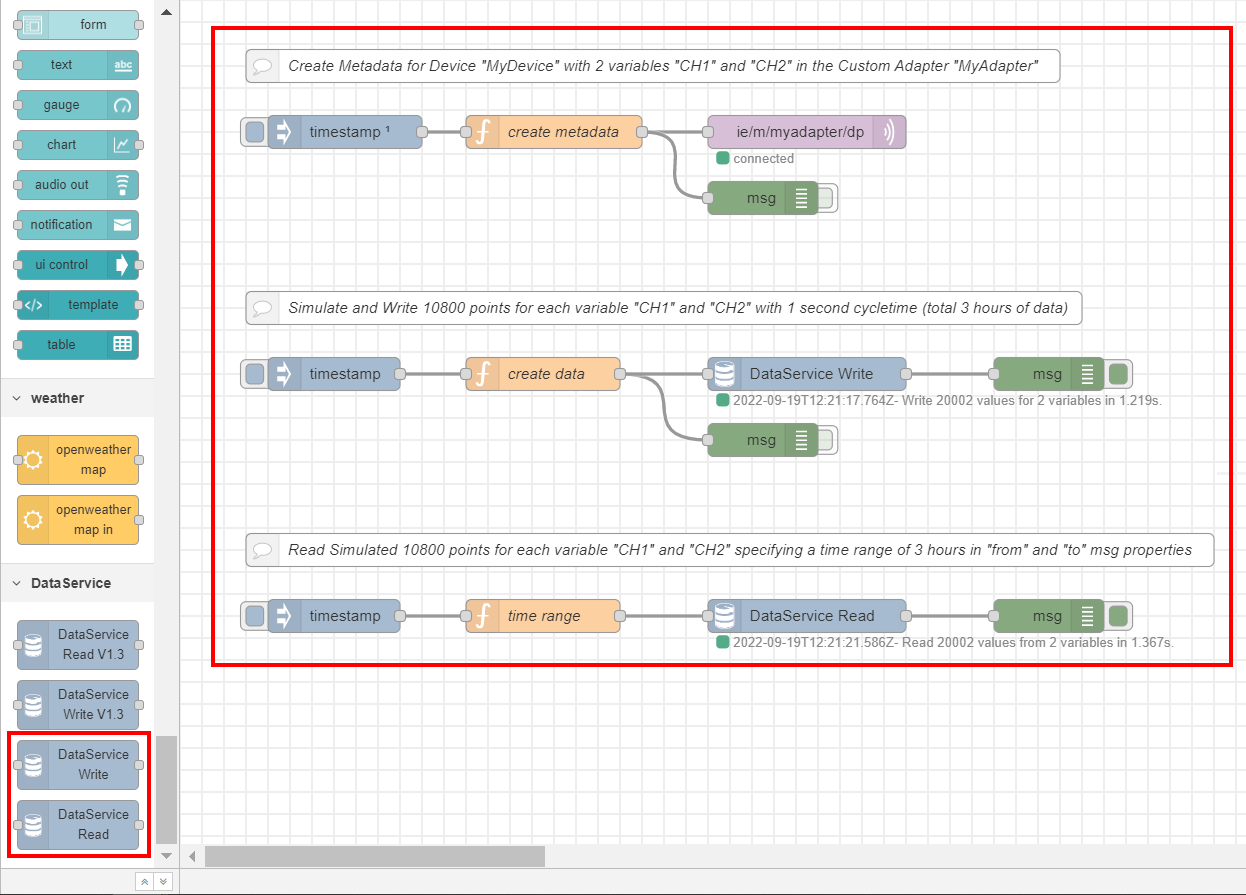 form
text
abc
gauge
chart
audio out
notification
ui control
</>
template
table
weather
openweather
map
openweather
map in
DataService
DataService
Read V1.3
DataService
Write V1.3
DataService
Write
DataService
Read
Create Metadata for Device "MyDevice" with 2 variables "CH1" and "CH2" in the Custom Adapter "MyAdapter"
timestamp ¹
f
create metadata
ie/m/myadapter/dp
connected
msg
Simulate and Write 10800 points for each variable "CH1" and "CH2" with 1 second cycletime (total 3 hours of data)
timestamp
f
create data
DataService Write
msg
2022-09-19T12:21:17.764Z- Write 20002 values for 2 variables in 1.219s.
msg
Read Simulated 10800 points for each variable "CH1" and "CH2" specifying a time range of 3 hours in "from" and "to" msg properties
timestamp
f
time range
DataService Read
msg
2022-09-19T12:21:21.586Z- Read 20002 values from 2 variables in 1.367s.